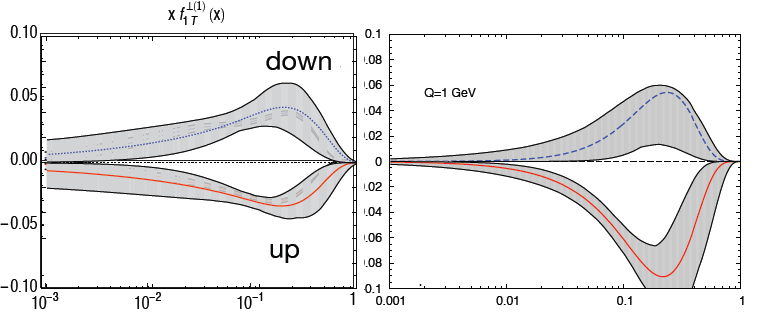 x f_{1T}^{⊥(1)} (x)
0.10
0.05
0.00
−0.05
−0.10
down
up
10⁻³ 10⁻² 10⁻¹ 1
0.1
.08
.06
.04
.02
0
.02
.04
.06
.08
0.1
Q=1 GeV
0.001 0.01 0.1 1